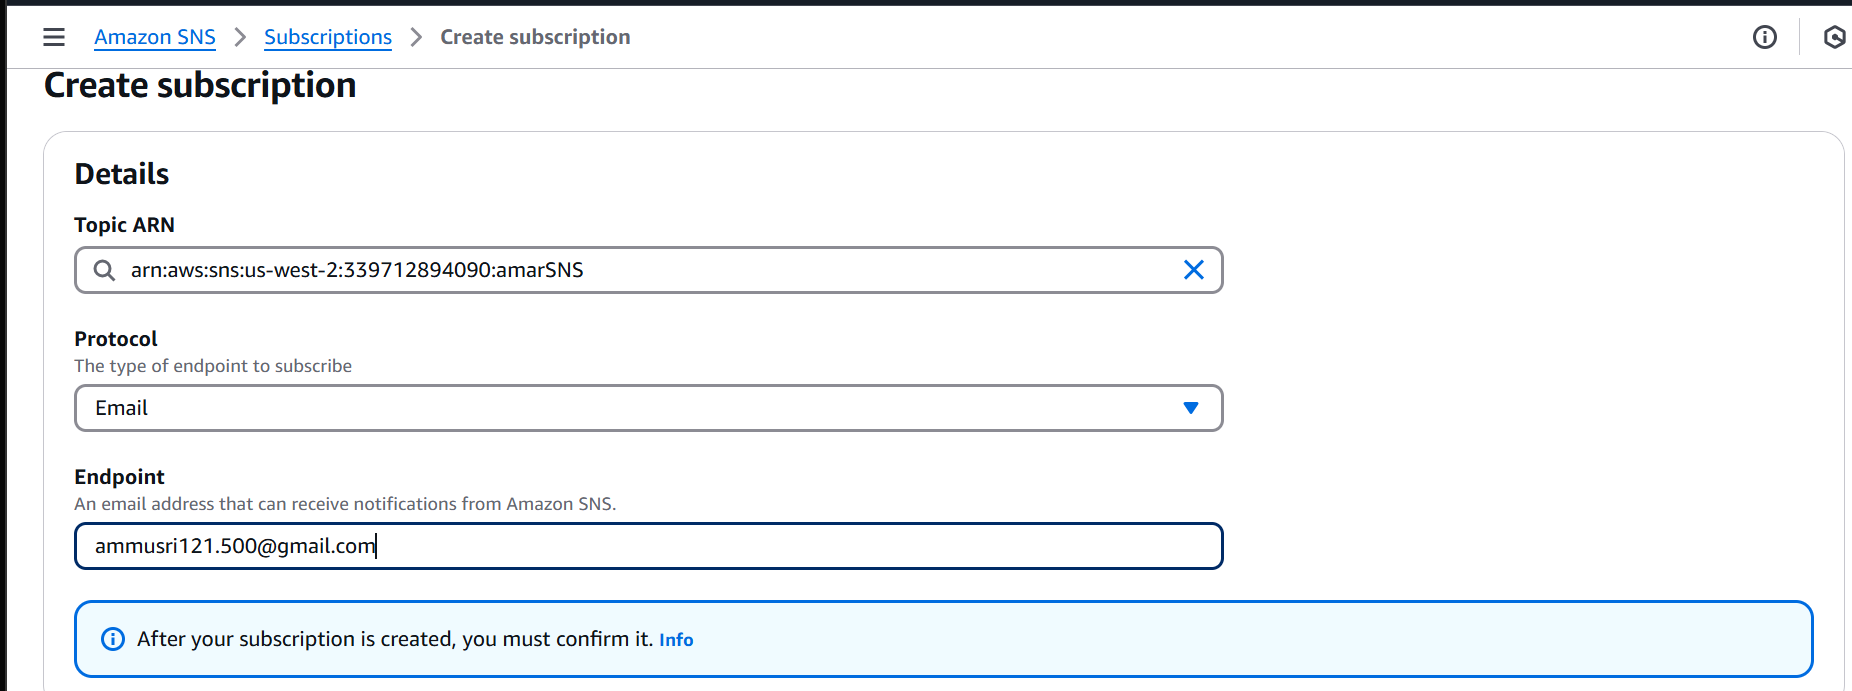 Amazon SNS > Subscriptions > Create subscription
Create subscription
Details
Topic ARN
arn:aws:sns:us-west-2:339712894090:amarSNS
Protocol
The type of endpoint to subscribe
Email
Endpoint
An email address that can receive notifications from Amazon SNS.
ammusri121.500@gmail.com
After your subscription is created, you must confirm it. Info